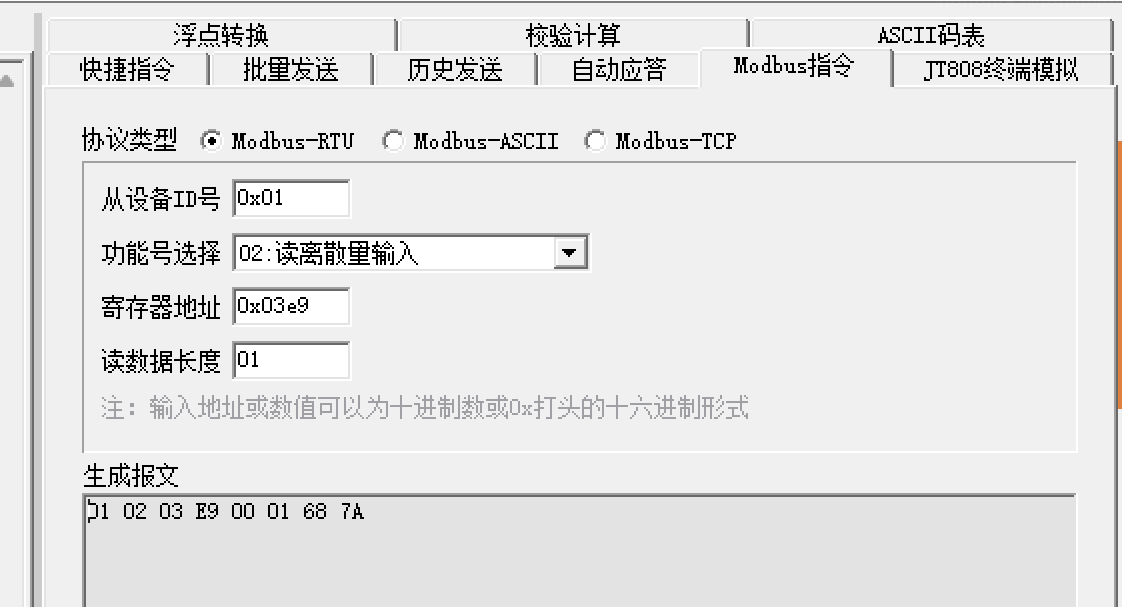 浮点转换 校验计算 ASCII码表
快捷指令 批量发送 历史发送 自动应答 Modbus指令 JT808终端模拟
协议类型 Modbus-RTU Modbus-ASCII Modbus-TCP
从设备ID号 0x01
功能号选择 02:读离散里输入
寄存器地址 0x03e9
读数据长度 01
注: 输入地址或数值可以为十进制数或0x打头的十六进制形式
生成报文
01 02 03 E9 00 01 68 7A